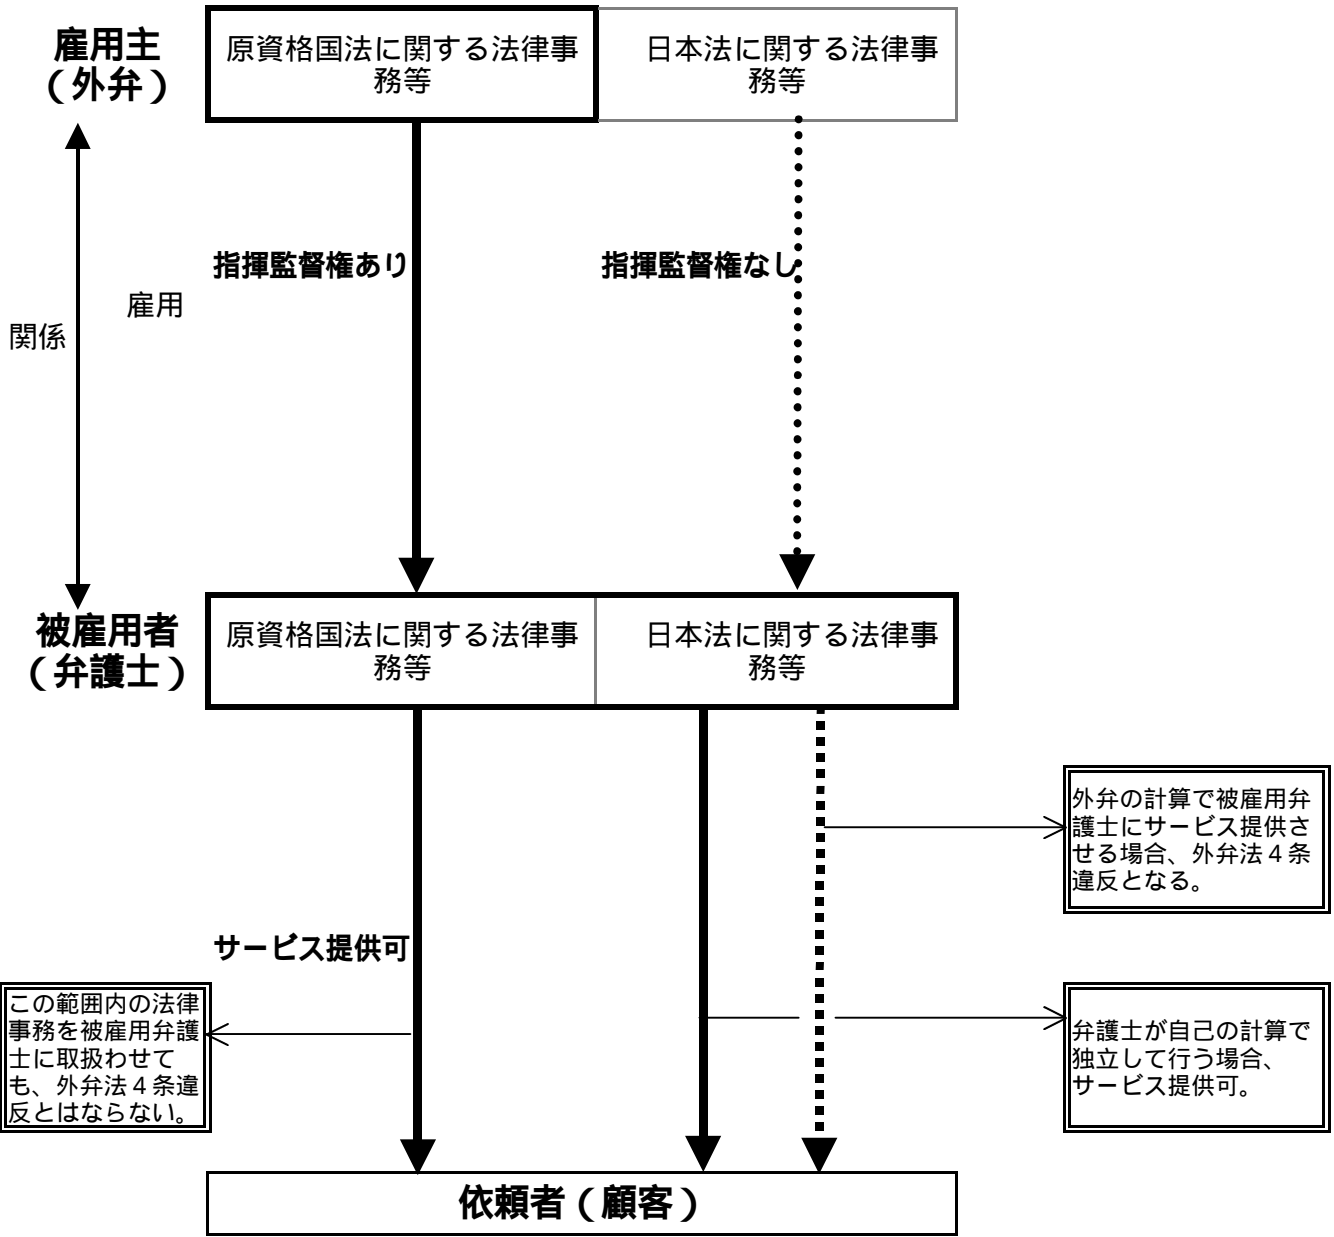 雇用主
（外弁）
原資格国法に関する法律事
務等
日本法に関する法律事
務等
指揮監督権あり
指揮監督権なし
雇用
関係
被雇用者
（弁護士）
原資格国法に関する法律事
務等
日本法に関する法律事
務等
外弁の計算で被雇用弁
護士にサービス提供さ
せる場合、外弁法４条
違反となる。
サービス提供可
この範囲内の法律
事務を被雇用弁護
士に取扱わせて
も、外弁法４条違
反とはならない。
弁護士が自己の計算で
独立して行う場合、
サービス提供可。
依頼者（顧客）